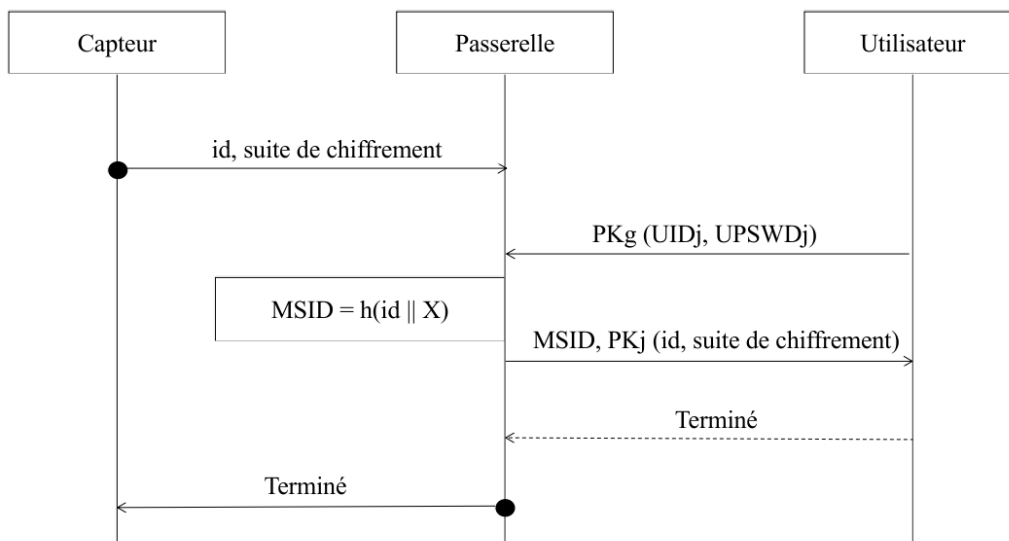 Capteur
Passerelle
Utilisateur
id, suite de chiffrement
PKg (UIDj, UPSWDj)
MSID = h(id || X)
MSID, PKj (id, suite de chiffrement)
Terminé
Terminé